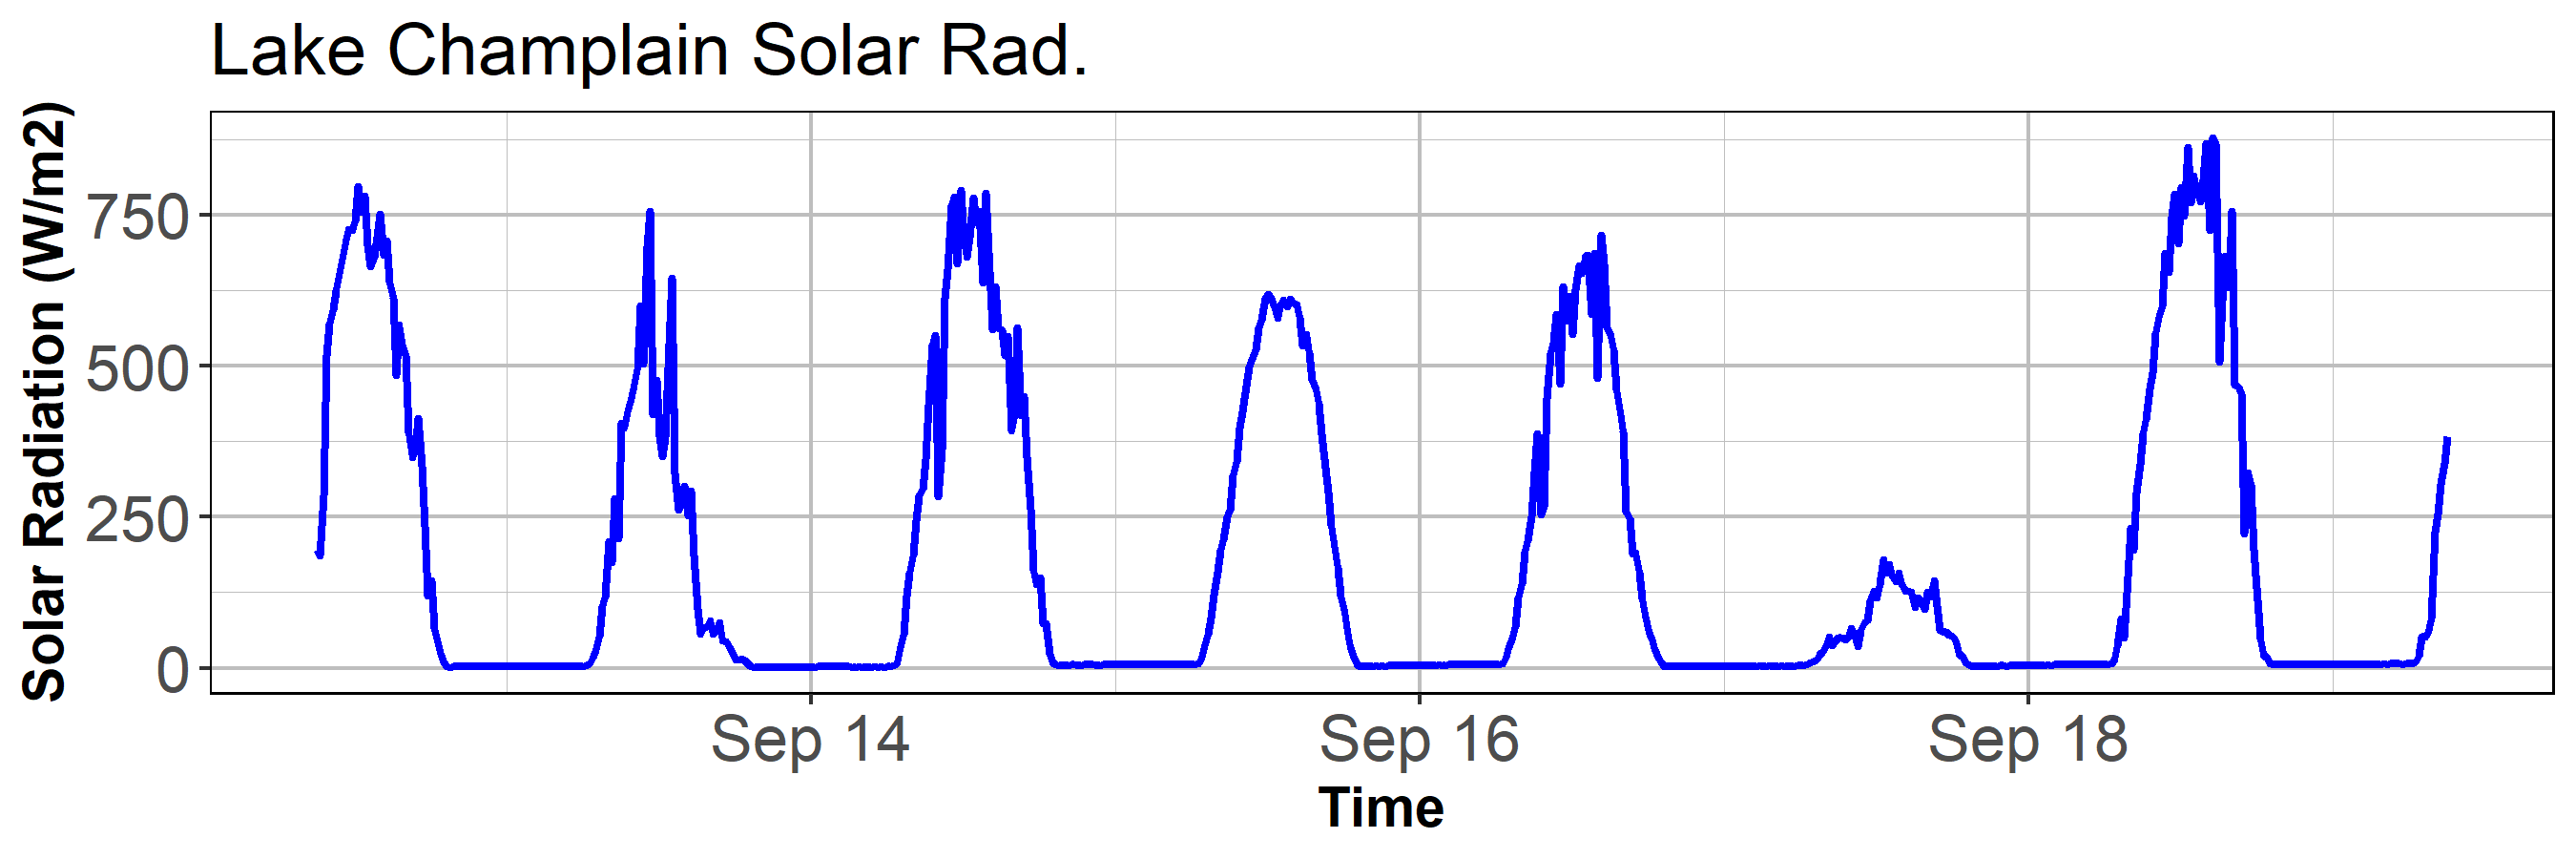 Lake Champlain Solar Rad.
Solar Radiation (W/m2)
750
500
250
0
Sep 14 Sep 16 Sep 18
Time